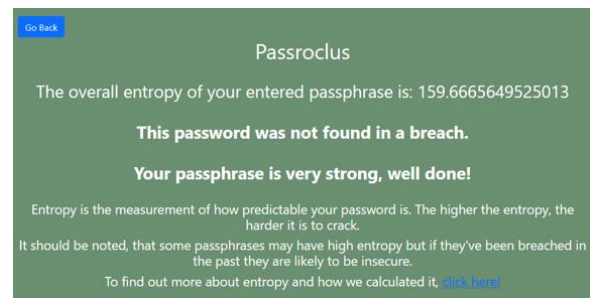 Go Back
Passroclus
The overall entropy of your entered passphrase is: 159.6665649525013
This password was not found in a breach.
Your passphrase is very strong, well done!
Entropy is the measurement of how predictable your password is. The higher the entropy, the
harder it is to crack.
It should be noted, that some passphrases may have high entropy but if they've been breached in
the past they are likely to be insecure.
To find out more about entropy and how we calculated it, click here!